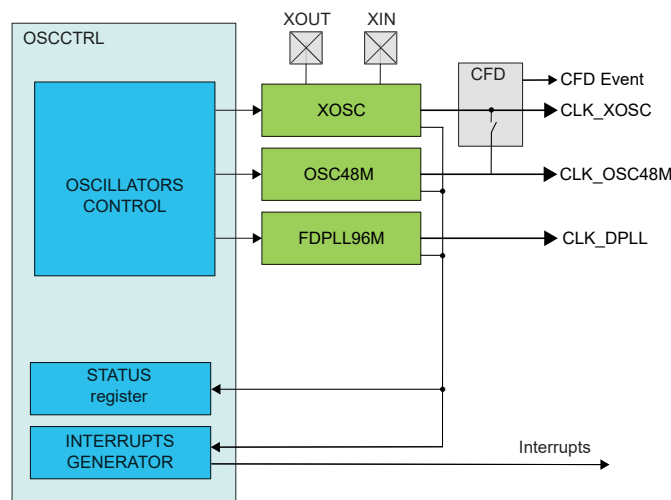 XOUT
XIN
OSCCTRL
CFD
CFD Event
XOSC
CLK_XOSC
OSCILLATORS
CONTROL
OSC48M
CLK_OSC48M
FDPLL96M
CLK_DPLL
STATUS
register
INTERRUPTS
GENERATOR
Interrupts